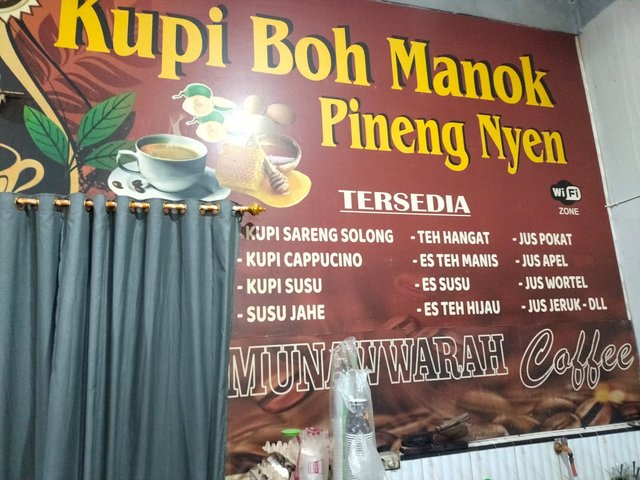 Kupi Boh Manok
Pineng Nyen
TERSEDIA
WiFi
ZONE
- KUPI SARENG SOLONG
- KUPI CAPPUCINO
- KUPI SUSU
- SUSU JAHE
- TEH HANGAT
- ES TEH MANIS
- ES SUSU
- ES TEH HIJAU
- JUS POKAT
- JUS APEL
- JUS WORTEL
- JUS JERUK - DLL
MUNAWWARAH Coffee